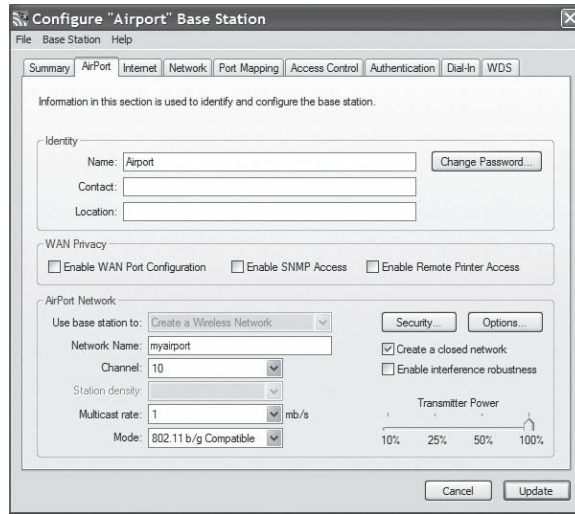 Configure "Airport" Base Station
File Base Station Help
Summary AirPort Internet Network Port Mapping Access Control Authentication Dial-In WDS
Information in this section is used to identify and configure the base station.
Identity
Name: Airport Change Password...
Contact:
Location:
WAN Privacy
Enable WAN Port Configuration Enable SNMP Access Enable Remote Printer Access
AirPort Network
Use base station to: Create a Wireless Network Security... Options...
Network Name: myairport Create a closed network
Channel: 10 Enable interference robustness
Station density:
Transmitter Power
Multicast rate: 1 mb/s
Mode: 802.11 b/g Compatible 10% 25% 50% 100%
Cancel Update